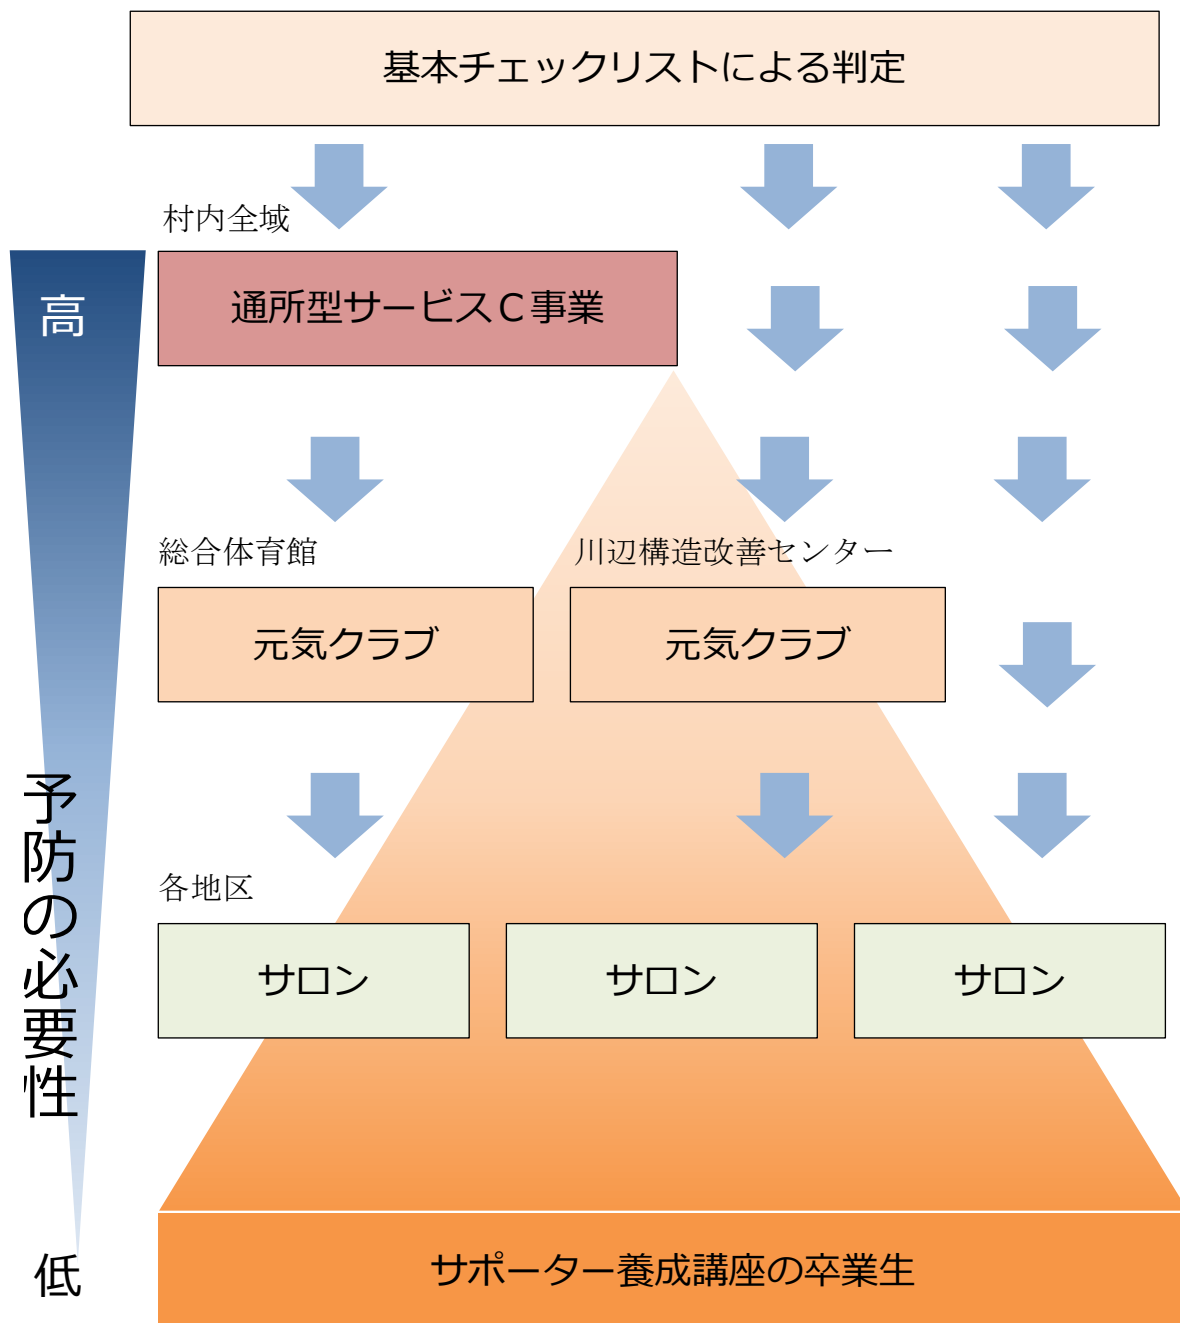 基本チェックリストによる判定
村内全域
高
通所型サービスＣ事業
総合体育館
川辺構造改善センター
元気クラブ
元気クラブ
予防の必要性
各地区
サロン
サロン
サロン
低
サポーター養成講座の卒業生